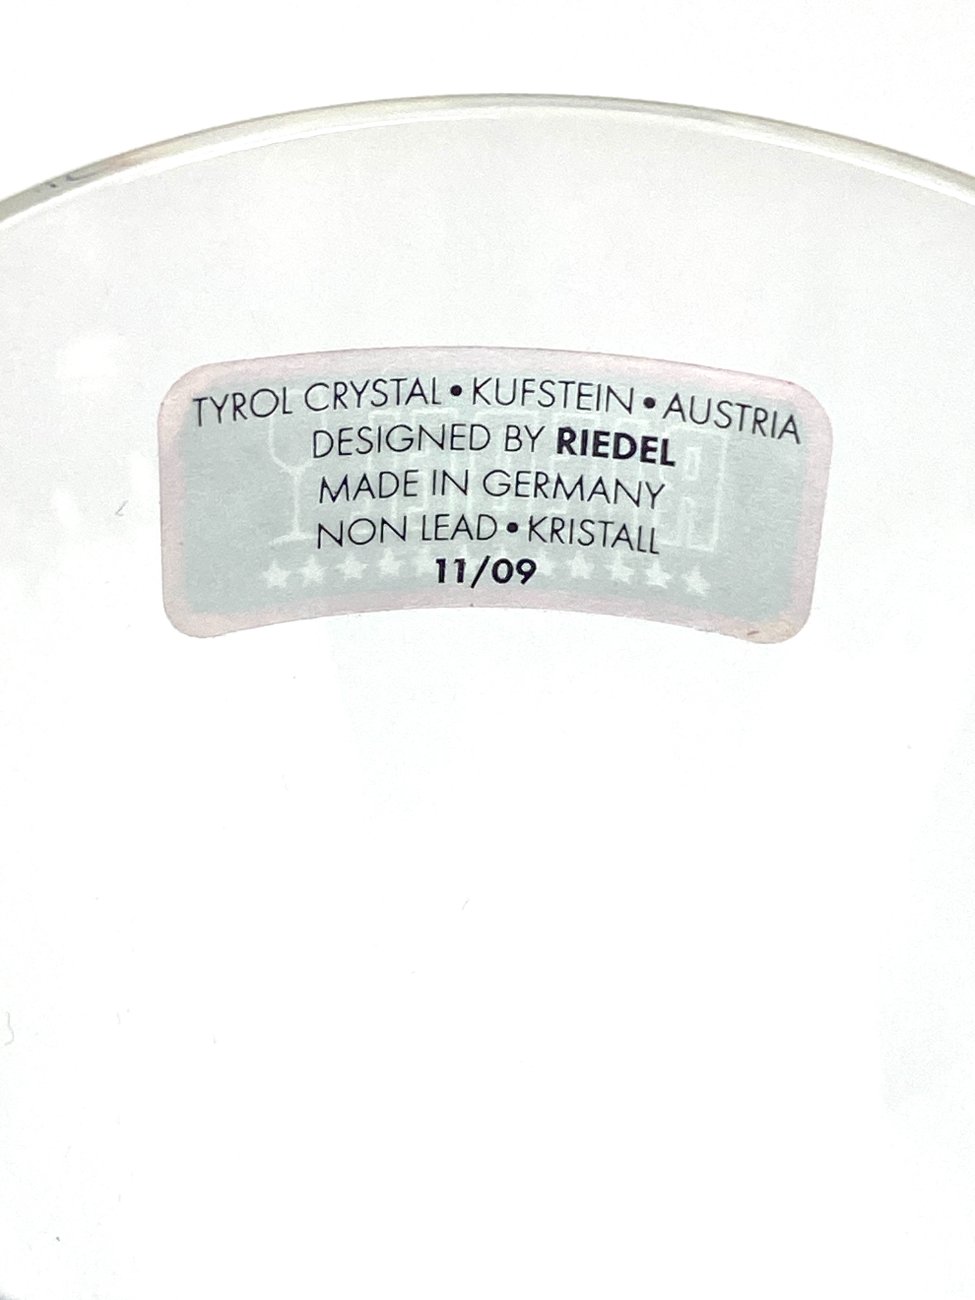 TYROL CRYSTAL • KUFSTEIN • AUSTRIA
DESIGNED BY RIEDEL
MADE IN GERMANY
NON LEAD • KRISTALL
11/09